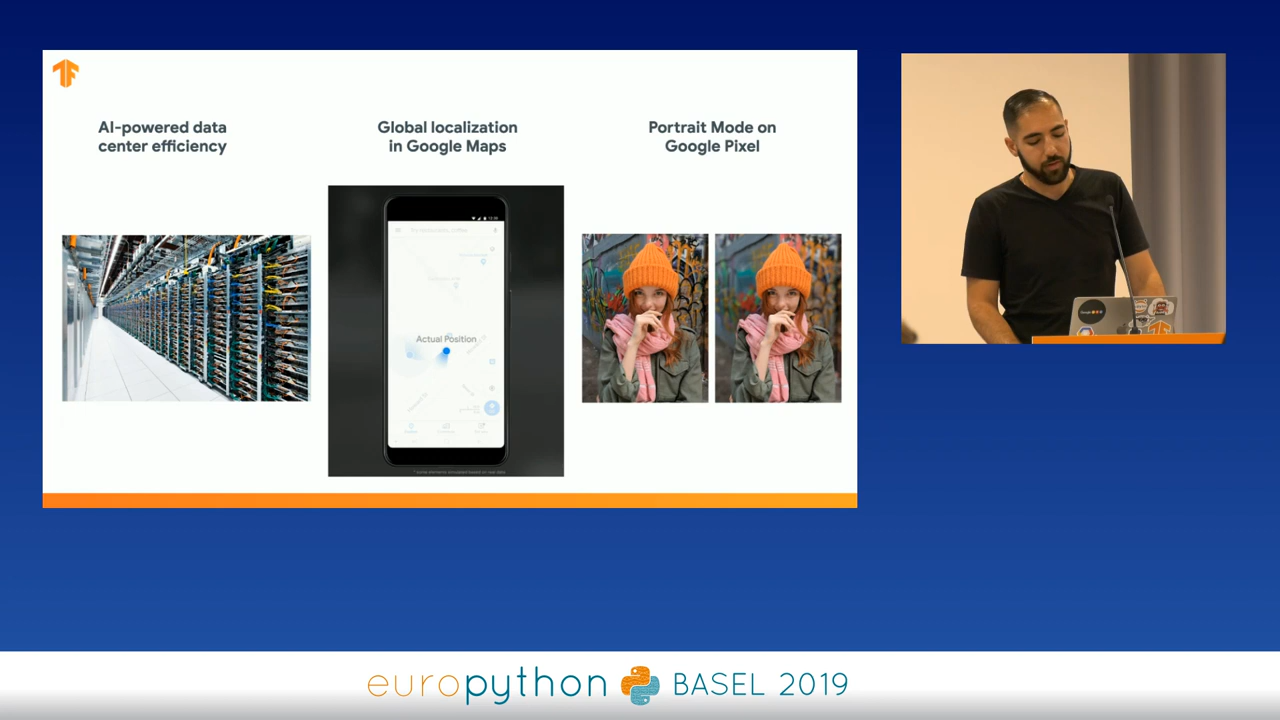 AI-powered data
center efficiency
Global localization
in Google Maps
Portrait Mode on
Google Pixel
Actual Position
europython BASEL 2019